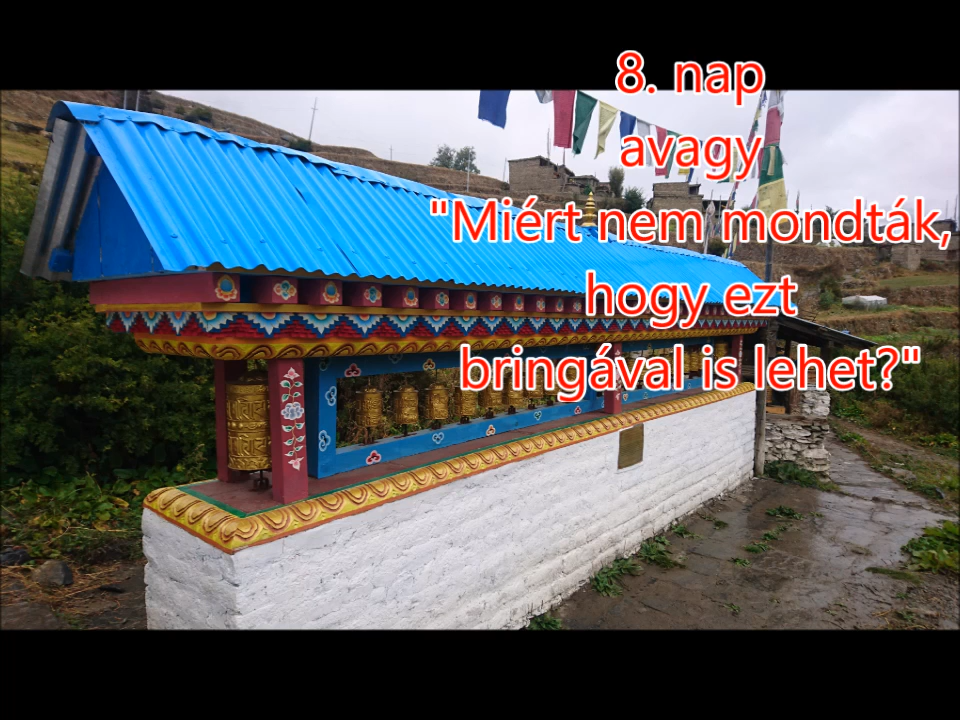 8. nap
avagy
"Miért nem mondták,
hogy ezt
bringával is lehet?"